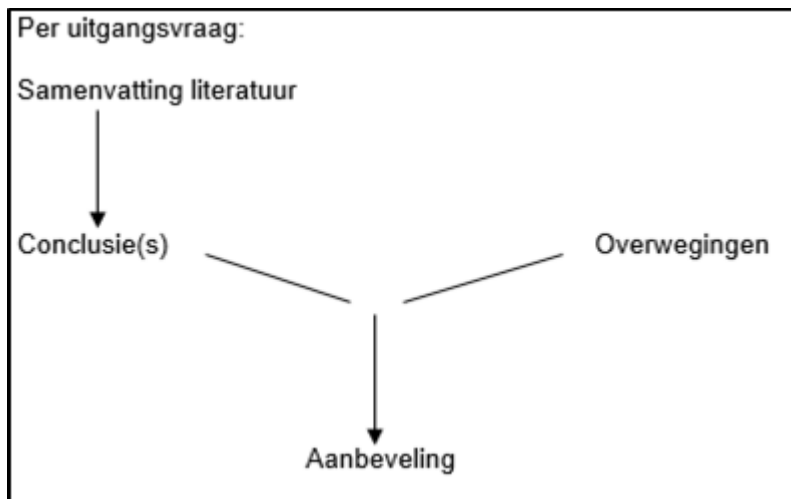 Per uitgangsvraag:
Samenvatting literatuur
Conclusie(s)
Overwegingen
Aanbeveling